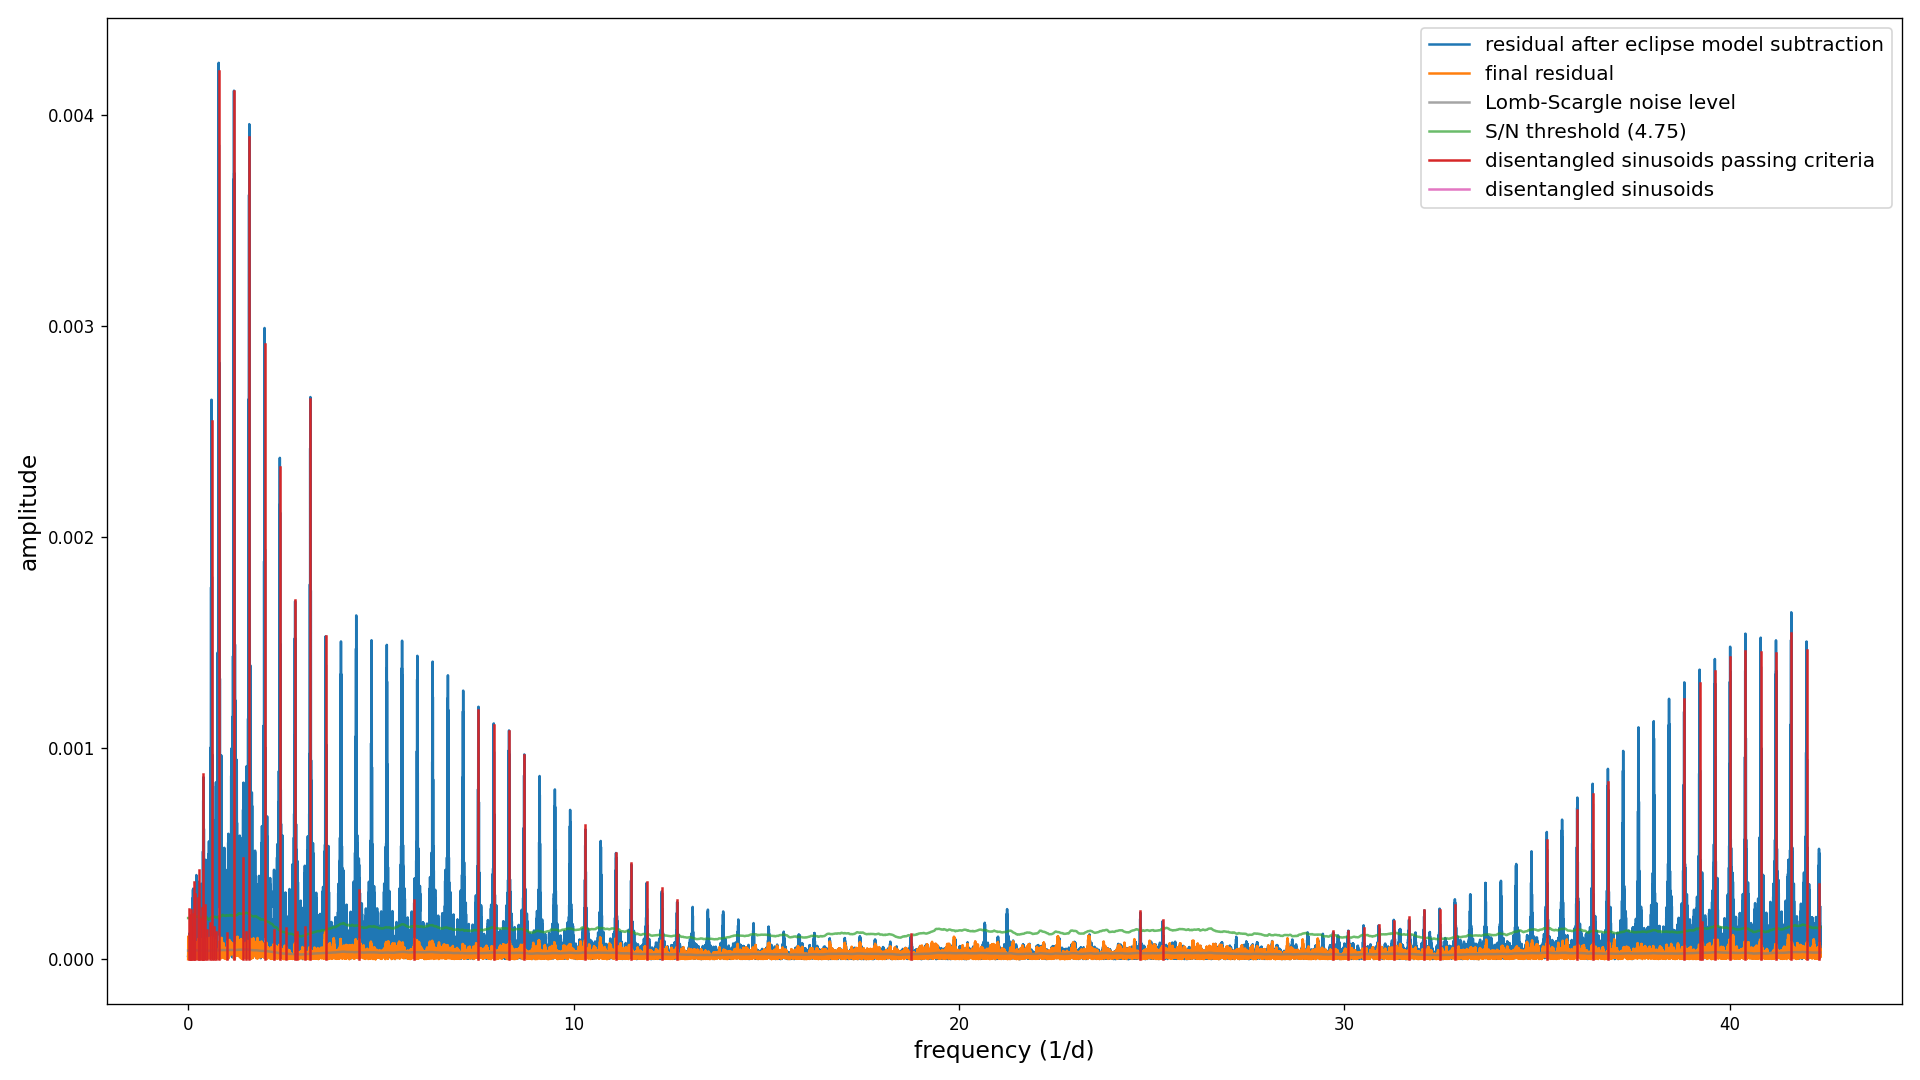 residual after eclipse model subtraction
final residual
Lomb-Scargle noise level
S/N threshold (4.75)
disentangled sinusoids passing criteria
disentangled sinusoids
amplitude
0.004
0.003
0.002
0.001
0.000
0 10 20 30 40
frequency (1/d)